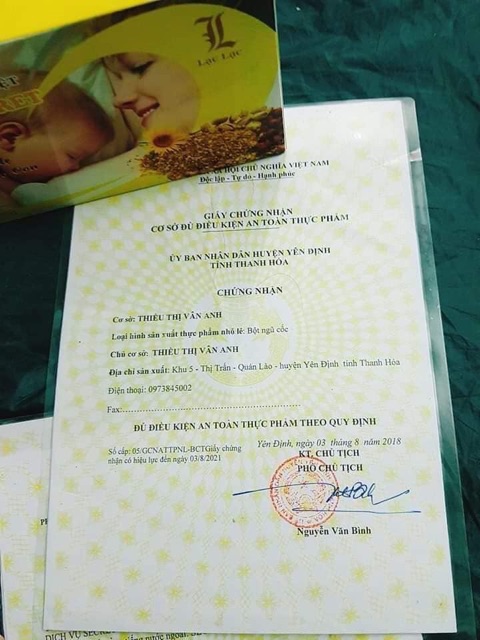 L
LỘC LỘC
HỘI CHỦ NGHĨA VIỆT NAM
Độc lập - Tự do - Hạnh phúc
GIẤY CHỨNG NHẬN
CƠ SỞ ĐỦ ĐIỀU KIỆN AN TOÀN THỰC PHẨM
ỦY BAN NHÂN DÂN HUYỆN YÊN ĐỊNH
TỈNH THANH HÓA
CHỨNG NHẬN
Cơ sở: THIỀU THỊ VÂN ANH
Loại hình sản xuất thực phẩm nhỏ lẻ: Bột ngũ cốc
Chủ cơ sở: THIỀU THỊ VÂN ANH
Địa chỉ sản xuất: Khu 5 - Thị Trấn - Quán Lào - huyện Yên Định tỉnh Thanh Hóa
Điện thoại: 0973845002
Fax:
ĐỦ ĐIỀU KIỆN AN TOÀN THỰC PHẨM THEO QUY ĐỊNH
Số cấp: 05/GCNATTPNL-BCTGiấy chứng
nhận có hiệu lực đến ngày 03/8/2021
Yên Định, ngày 03 tháng 8 năm 2018
KT. CHỦ TỊCH
PHÓ CHỦ TỊCH
Nguyễn Văn Bình
DỊCH VỤ
nước ngoài